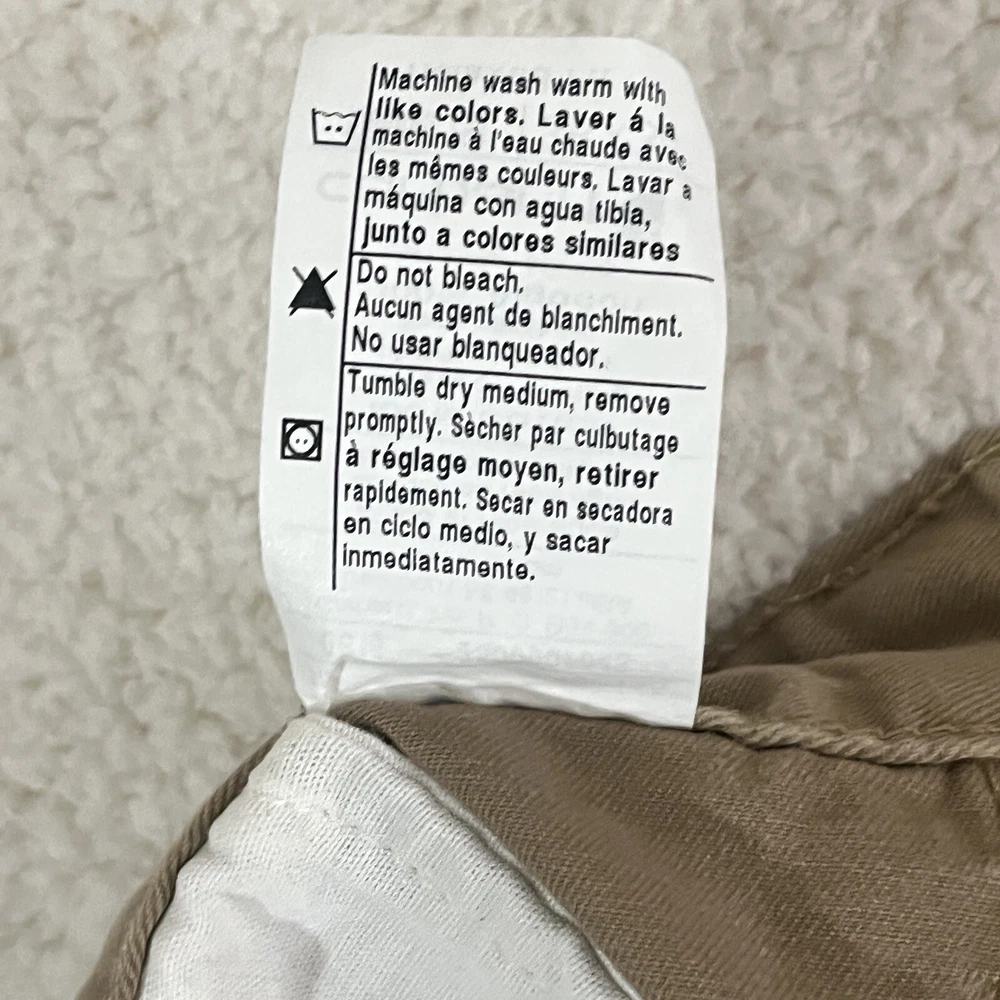 Machine wash warm with
like colors. Laver á la
machine à l'eau chaude avec
les mêmes couleurs. Lavar a
máquina con agua tibia,
junto a colores similares
Do not bleach.
Aucun agent de blanchiment.
No usar blanqueador.
Tumble dry medium, remove
promptly. Sècher par culbutage
à réglage moyen, retirer
rapidement. Secar en secadora
en ciclo medio, y sacar
inmediatamente.